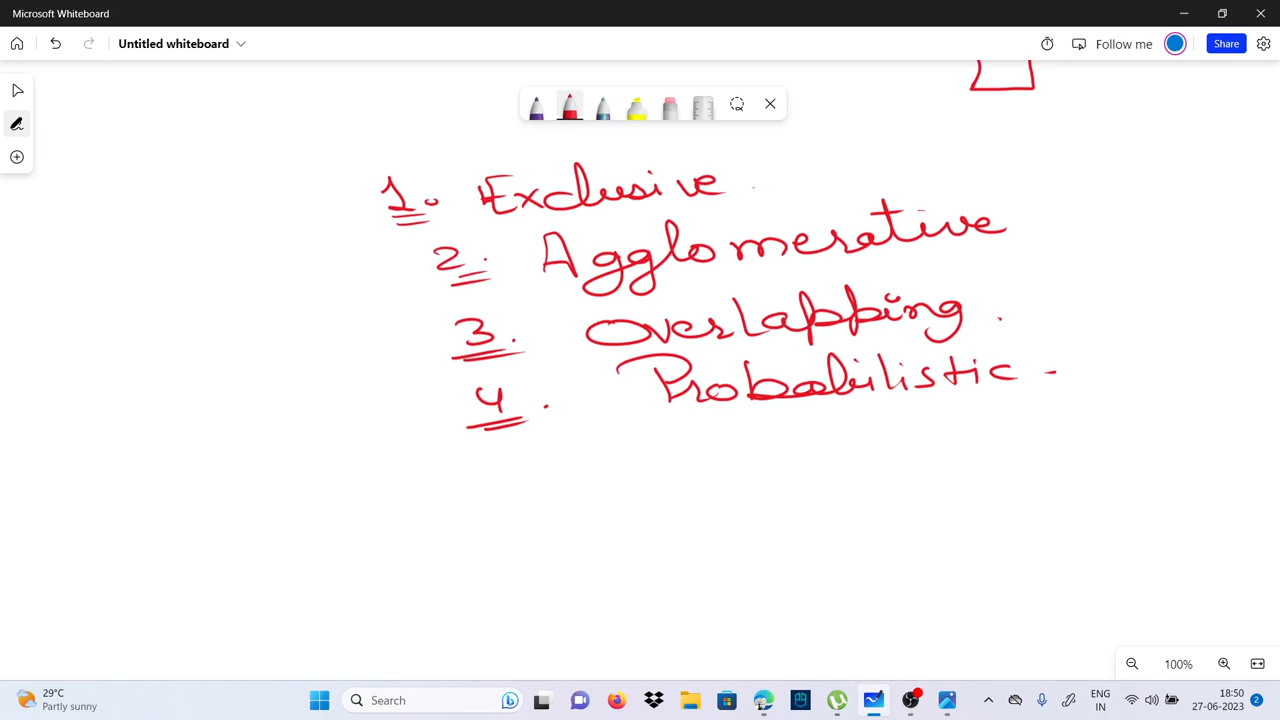 Microsoft Whiteboard
Untitled whiteboard
Follow me
Share
1. Exclusive
2. Agglomerative
3. Overlapping.
4. Probabilistic -
100%
29°C
Partly sunny
Search
ENG
IN
18:50
27-06-2023
2